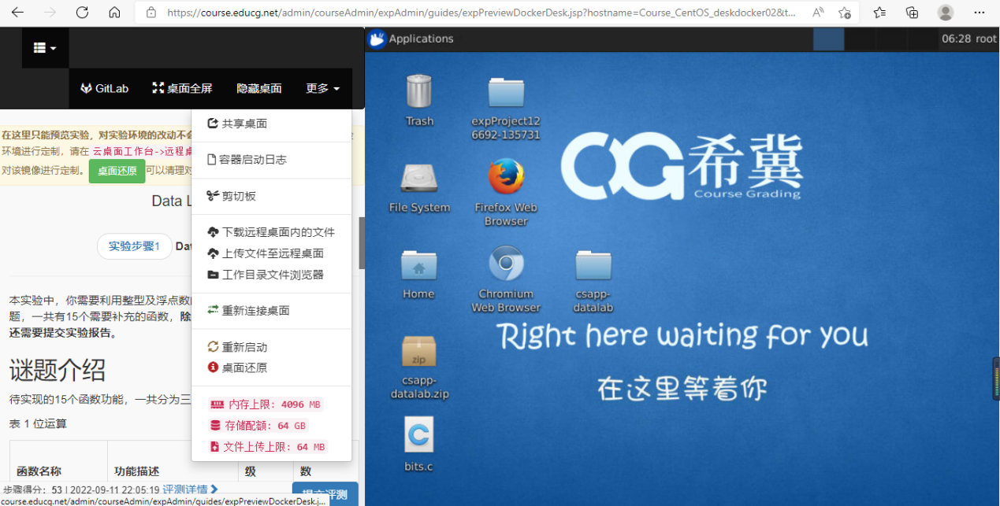 https://course.educg.net/admin/courseAdmin/expAdmin/guides/expPreviewDockerDesk.jsp?hostname=Course_CentOS_deskdocker02&t...
Applications
06:28 root
GitLab
桌面全屏
隐藏桌面
更多
共享桌面
容器启动日志
剪切板
下载远程桌面内的文件
上传文件至远程桌面
工作目录文件浏览器
重新连接桌面
重新启动
桌面还原
内存上限: 4096 MB
存储配额: 64 GB
文件上传上限: 64 MB
在这里只能预览实验，对实验环境的改动不会
环境进行定制，请在 云桌面工作台->远程桌
对该镜像进行定制。 桌面还原 可以清理对
Data L
实验步骤1 Dat
本实验中，你需要利用整型及浮点数的
题，一共有15个需要补充的函数，除
还需要提交实验报告。
谜题介绍
待实现的15个函数功能，一共分为三
表 1 位运算
函数名称
功能描述
级
数
步骤得分：53 | 2022-09-11 22:05:19 评测详情
提交评测
course.educg.net/admin/courseAdmin/expAdmin/guides/expPreviewDockerDesk.j...
Trash
expProject12
6692-135731
File System
Firefox Web
Browser
Home
Chromium
Web Browser
csapp-
datalab
zip
csapp-
datalab.zip
bits.c
CG希冀
Course Grading
Right here waiting for you
在这里等着你